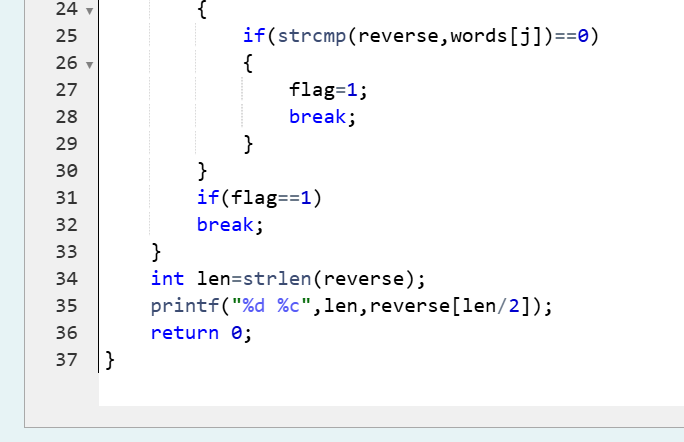 24 {
25 if(strcmp(reverse,words[j])==0)
26 {
27 flag=1;
28 break;
29 }
30 }
31 if(flag==1)
32 break;
33 }
34 int len=strlen(reverse);
35 printf("%d %c",len,reverse[len/2]);
36 return 0;
37 }